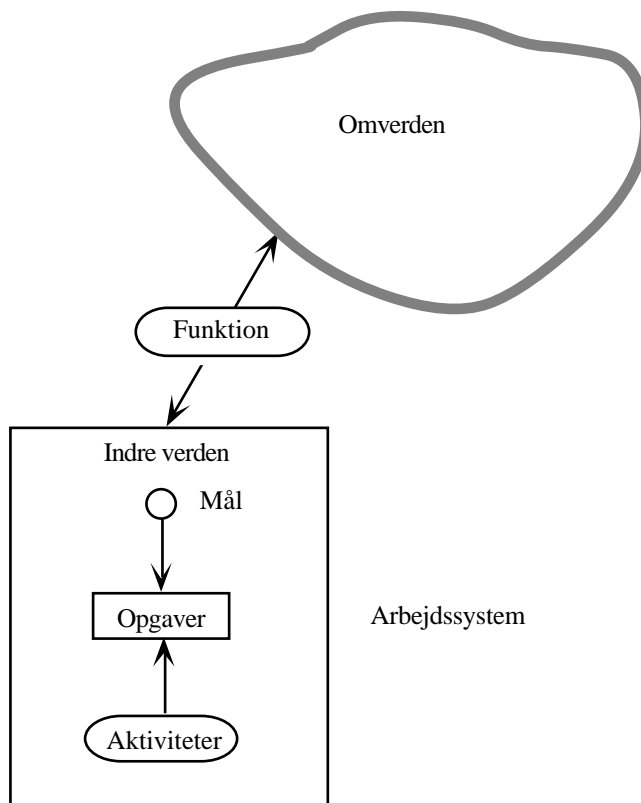 Omverden
Funktion
Indre verden
Mål
Opgaver
Arbejdssystem
Aktiviteter